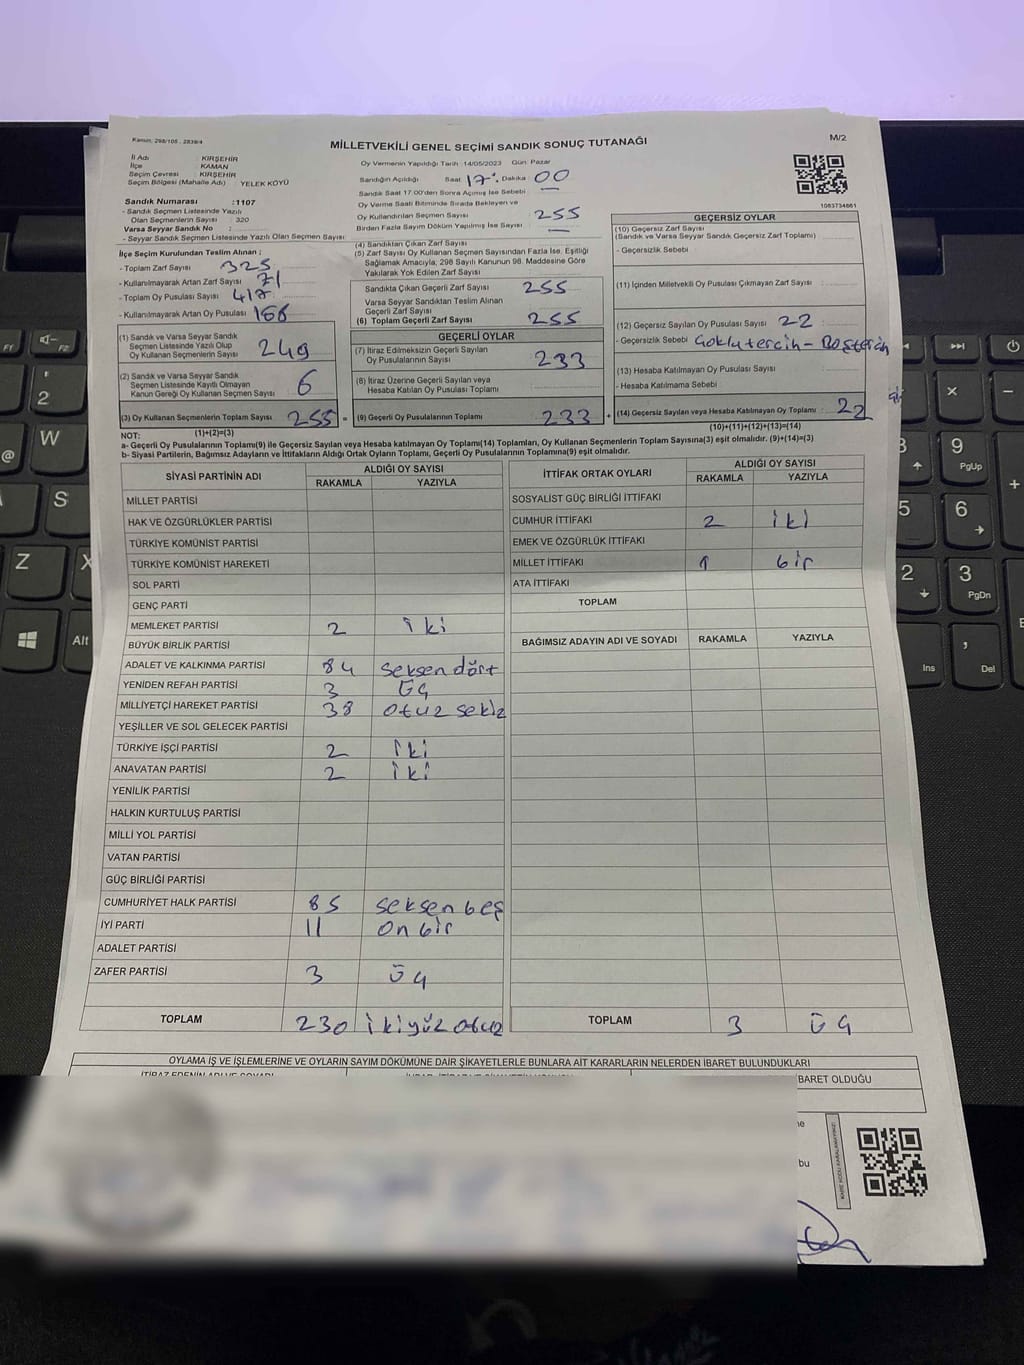 Kanun: 298/105 , 2839/4
MİLLETVEKİLİ GENEL SEÇİMİ SANDIK SONUÇ TUTANAĞI
M/2
İl Adı : KIRŞEHİR
İlçe : KAMAN
Seçim Çevresi : KIRŞEHİR
Seçim Bölgesi (Mahalle Adı) : YELEK KÖYÜ
Oy Vermenin Yapıldığı Tarih :14/05/2023 Gün: Pazar
Sandığın Açıldığı Saat 17 Dakika : 00
Sandık Saat 17:00'den Sonra Açılmış İse Sebebi :
Oy Verme Saati Bitiminde Sırada Bekleyen ve
Oy Kullandırılan Seçmen Sayısı : 255
Birden Fazla Sayım Döküm Yapılmış İse Sayısı :
1083734861
Sandık Numarası :1107
- Sandık Seçmen Listesinde Yazılı
Olan Seçmenlerin Sayısı : 320
Varsa Seyyar Sandık No :
- Seyyar Sandık Seçmen Listesinde Yazılı Olan Seçmen Sayısı:
İlçe Seçim Kurulundan Teslim Alınan ;
- Toplam Zarf Sayısı : 325
- Kullanılmayarak Artan Zarf Sayısı : 71
- Toplam Oy Pusulası Sayısı : 417
- Kullanılmayarak Artan Oy Pusulası :
(1) Sandık ve Varsa Seyyar Sandık
Seçmen Listesinde Yazılı Olup
Oy Kullanan Seçmenlerin Sayısı : 249
(2) Sandık ve Varsa Seyyar Sandık
Seçmen Listesinde Kayıtlı Olmayan
Kanun Gereği Oy Kullanan Seçmen Sayısı : 6
(3) Oy Kullanan Seçmenlerin Toplam Sayısı : 255 =
(1)+(2)=(3)
(4) Sandıktan Çıkan Zarf Sayısı :
(5) Zarf Sayısı Oy Kullanan Seçmen Sayısından Fazla İse, Eşitliği
Sağlamak Amacıyla, 298 Sayılı Kanunun 98. Maddesine Göre
Yakılarak Yok Edilen Zarf Sayısı :
Sandıkta Çıkan Geçerli Zarf Sayısı : 255
Varsa Seyyar Sandıktan Teslim Alınan
Geçerli Zarf Sayısı :
(6) Toplam Geçerli Zarf Sayısı : 255
GEÇERLİ OYLAR
(7) İtiraz Edilmeksizin Geçerli Sayılan
Oy Pusulalarının Sayısı : 233
(8) İtiraz Üzerine Geçerli Sayılan veya
Hesaba Katılan Oy Pusulası Toplamı :
(9) Geçerli Oy Pusulalarının Toplamı : 233 +
GEÇERSİZ OYLAR
(10) Geçersiz Zarf Sayısı
(Sandık ve Varsa Seyyar Sandık Geçersiz Zarf Toplamı) :
- Geçersizlik Sebebi :
(11) İçinden Milletvekili Oy Pusulası Çıkmayan Zarf Sayısı :
(12) Geçersiz Sayılan Oy Pusulası Sayısı : 22
- Geçersizlik Sebebi : Çoklu tercih -
(13) Hesaba Katılmayan Oy Pusulası Sayısı :
- Hesaba Katılmama Sebebi :
(14) Geçersiz Sayılan veya Hesaba Katılmayan Oy Toplamı : 22
(10)+(11)+(12)+(13)=(14)
NOT:
a- Geçerli Oy Pusulalarının Toplamı(9) ile Geçersiz Sayılan veya Hesaba katılmayan Oy Toplamı(14) Toplamları, Oy Kullanan Seçmenlerin Toplam Sayısına(3) eşit olmalıdır. (9)+(14)=(3)
b- Siyasi Partilerin, Bağımsız Adayların ve İttifakların Aldığı Ortak Oyların Toplamı, Geçerli Oy Pusulalarının Toplamına(9) eşit olmalıdır.
SİYASİ PARTİNİN ADI ALDIĞI OY SAYISI
RAKAMLA YAZIYLA
MİLLET PARTİSİ
HAK VE ÖZGÜRLÜKLER PARTİSİ
TÜRKİYE KOMÜNİST PARTİSİ
TÜRKİYE KOMÜNİST HAREKETİ
SOL PARTİ
GENÇ PARTİ
MEMLEKET PARTİSİ 2 iki
BÜYÜK BİRLİK PARTİSİ
ADALET VE KALKINMA PARTİSİ 84 seksen dört
YENİDEN REFAH PARTİSİ 3 üç
MİLLİYETÇİ HAREKET PARTİSİ 38 otuz sekiz
YEŞİLLER VE SOL GELECEK PARTİSİ
TÜRKİYE İŞÇİ PARTİSİ 2 iki
ANAVATAN PARTİSİ 2 iki
YENİLİK PARTİSİ
HALKIN KURTULUŞ PARTİSİ
MİLLİ YOL PARTİSİ
VATAN PARTİSİ
GÜÇ BİRLİĞİ PARTİSİ
CUMHURİYET HALK PARTİSİ 85 seksen beş
İYİ PARTİ 11 on bir
ADALET PARTİSİ
ZAFER PARTİSİ 3 üç
TOPLAM 230 ikiyüz otuz
İTTİFAK ORTAK OYLARI ALDIĞI OY SAYISI
RAKAMLA YAZIYLA
SOSYALİST GÜÇ BİRLİĞİ İTTİFAKI
CUMHUR İTTİFAKI 2 iki
EMEK VE ÖZGÜRLÜK İTTİFAKI
MİLLET İTTİFAKI 1 bir
ATA İTTİFAKI
TOPLAM
BAĞIMSIZ ADAYIN ADI VE SOYADI RAKAMLA YAZIYLA
TOPLAM 3 üç
OYLAMA İŞ VE İŞLEMLERİNE VE OYLARIN SAYIM DÖKÜMÜNE DAİR ŞİKAYETLERLE BUNLARA AİT KARARLARIN NELERDEN İBARET BULUNDUKLARI
BARET OLDUĞU
ne
bu
F1
F2
2
@
W
S
Z
X
Alt
X
9
PgUp
+
5
6
2
3
PgDn
Ins
Del